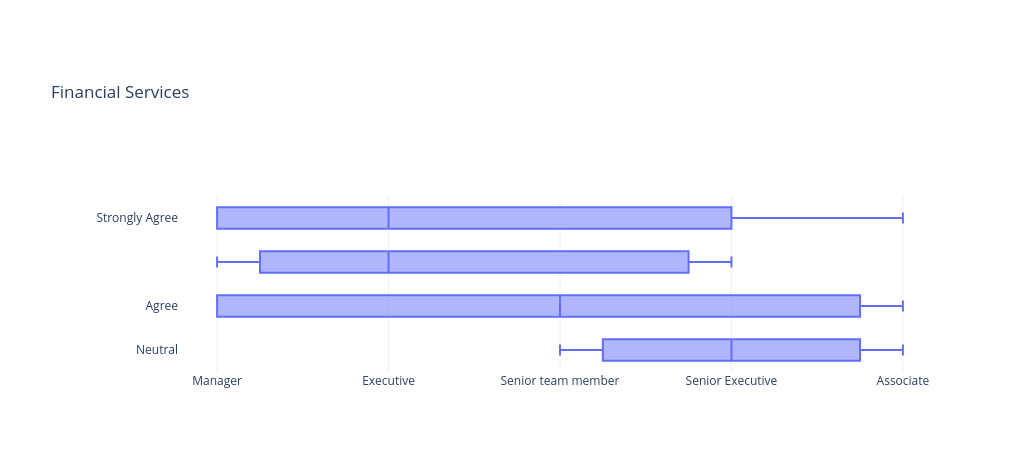 Financial Services
Strongly Agree
Agree
Neutral
Manager Executive Senior team member Senior Executive Associate